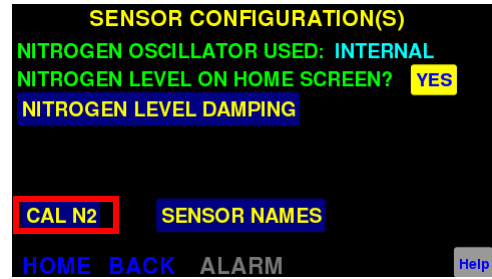 SENSOR CONFIGURATION(S)
NITROGEN OSCILLATOR USED: INTERNAL
NITROGEN LEVEL ON HOME SCREEN? YES
NITROGEN LEVEL DAMPING
CAL N2 SENSOR NAMES
HOME BACK ALARM Help